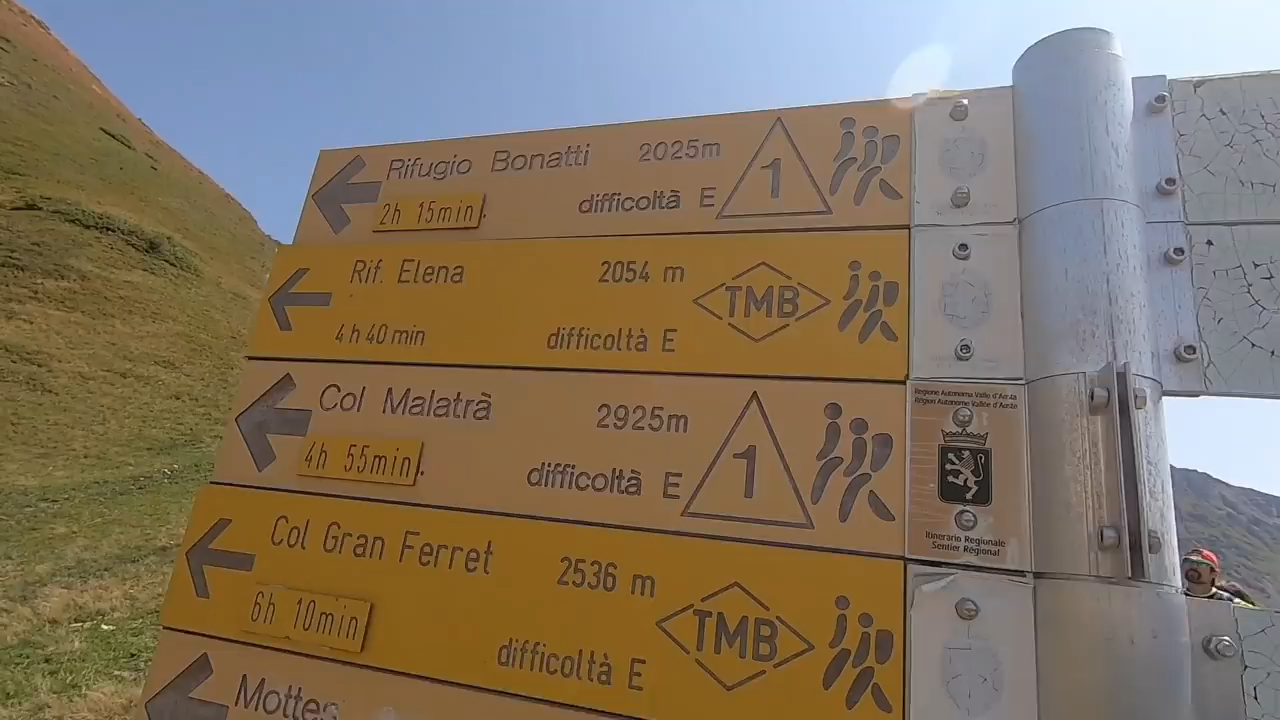 Rifugio Bonatti 2025m
2h 15min.
difficoltà E
1
Rif. Elena 2054 m
TMB
4 h 40 min difficoltà E
Col Malatrà 2925m
4h 55min.
difficoltà E
1
Regione Autonoma Valle d'Aosta
Région Autonome Vallée d'Aoste
Itinerario Regionale
Sentier Régional
Col Gran Ferret 2536 m
TMB
6h 10min
difficoltà E
Mottes